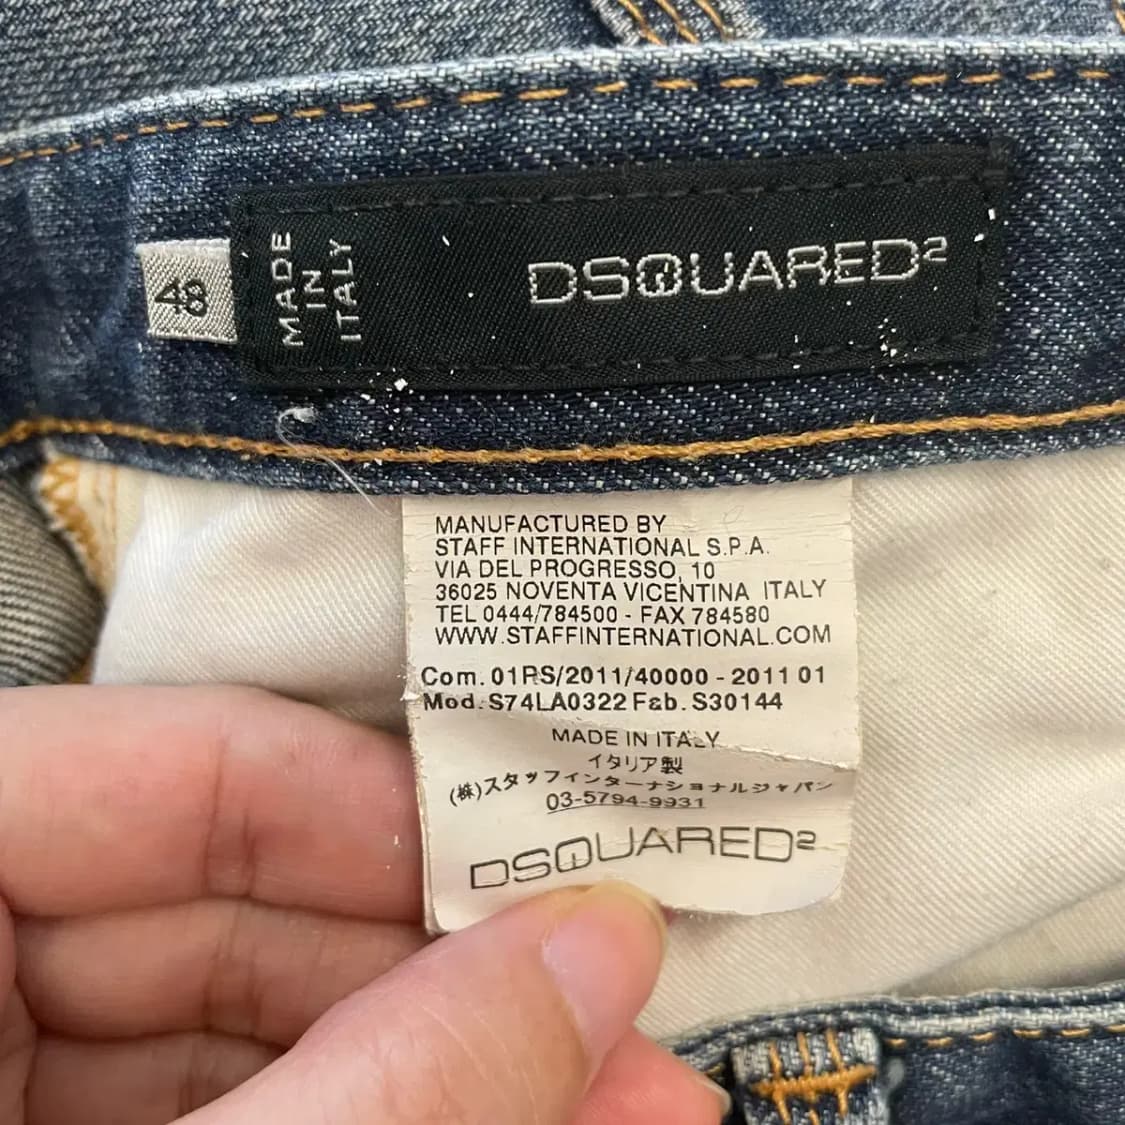 48
MADE
IN
ITALY
DSQUARED²
MANUFACTURED BY
STAFF INTERNATIONAL S.P.A.
VIA DEL PROGRESSO, 10
36025 NOVENTA VICENTINA ITALY
TEL 0444/784500 - FAX 784580
WWW.STAFFINTERNATIONAL.COM
Com. 01PS/2011/40000 - 2011 01
Mod. S74LA0322 Fab. S30144
MADE IN ITALY
イタリア製
(株)スタッフインターナショナルジャパン
03-5794-9931
DSQUARED²